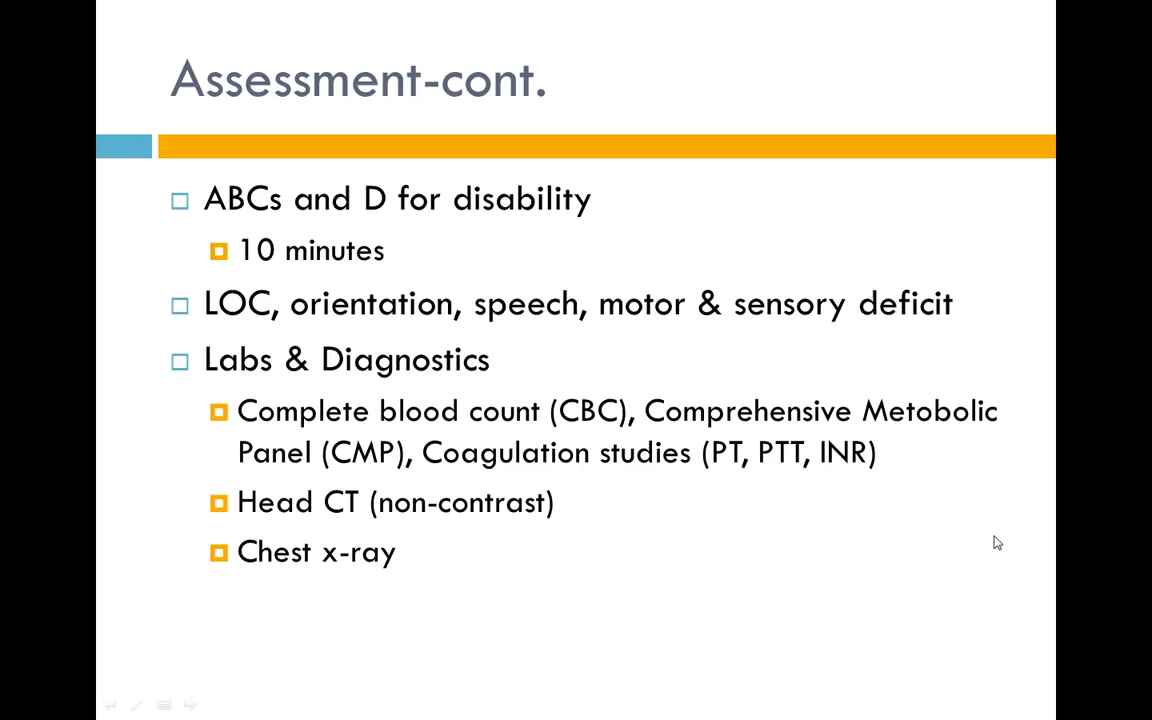 Assessment-cont.
ABCs and D for disability
10 minutes
LOC, orientation, speech, motor & sensory deficit
Labs & Diagnostics
Complete blood count (CBC), Comprehensive Metobolic
Panel (CMP), Coagulation studies (PT, PTT, INR)
Head CT (non-contrast)
Chest x-ray